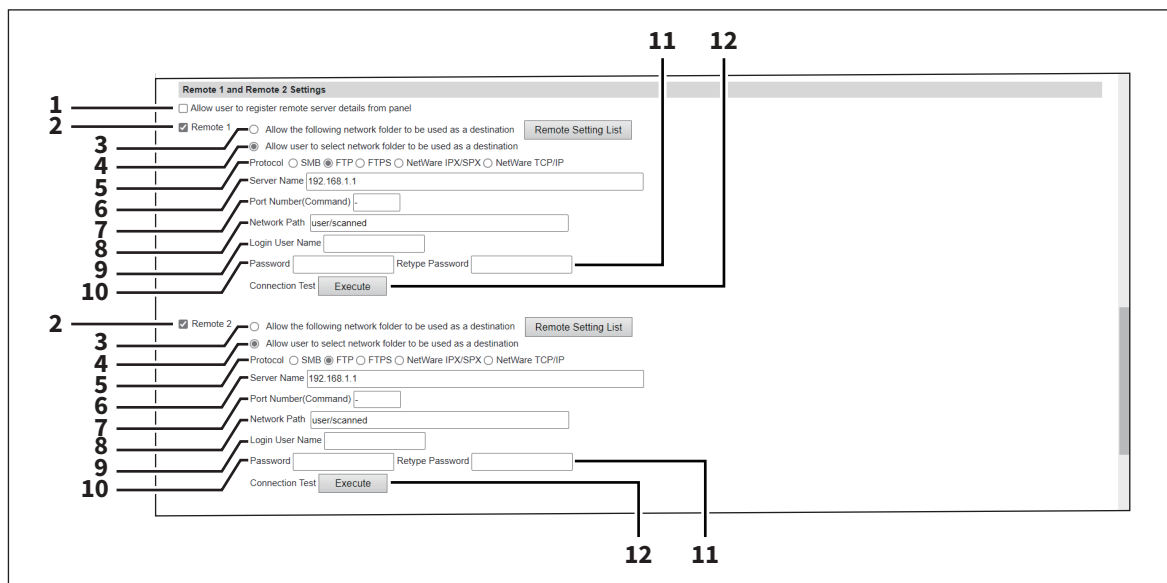 11 12
Remote 1 and Remote 2 Settings
1 Allow user to register remote server details from panel
2 Remote 1
3 Allow the following network folder to be used as a destination Remote Setting List
4 Allow user to select network folder to be used as a destination
5 Protocol SMB FTP FTPS NetWare IPX/SPX NetWare TCP/IP
6 Server Name 192.168.1.1
7 Port Number(Command) -
8 Network Path user/scanned
9 Login User Name
10 Password Retype Password
Connection Test Execute
2 Remote 2
3 Allow the following network folder to be used as a destination Remote Setting List
4 Allow user to select network folder to be used as a destination
5 Protocol SMB FTP FTPS NetWare IPX/SPX NetWare TCP/IP
6 Server Name 192.168.1.1
7 Port Number(Command) -
8 Network Path user/scanned
9 Login User Name
10 Password Retype Password
Connection Test Execute
12 11